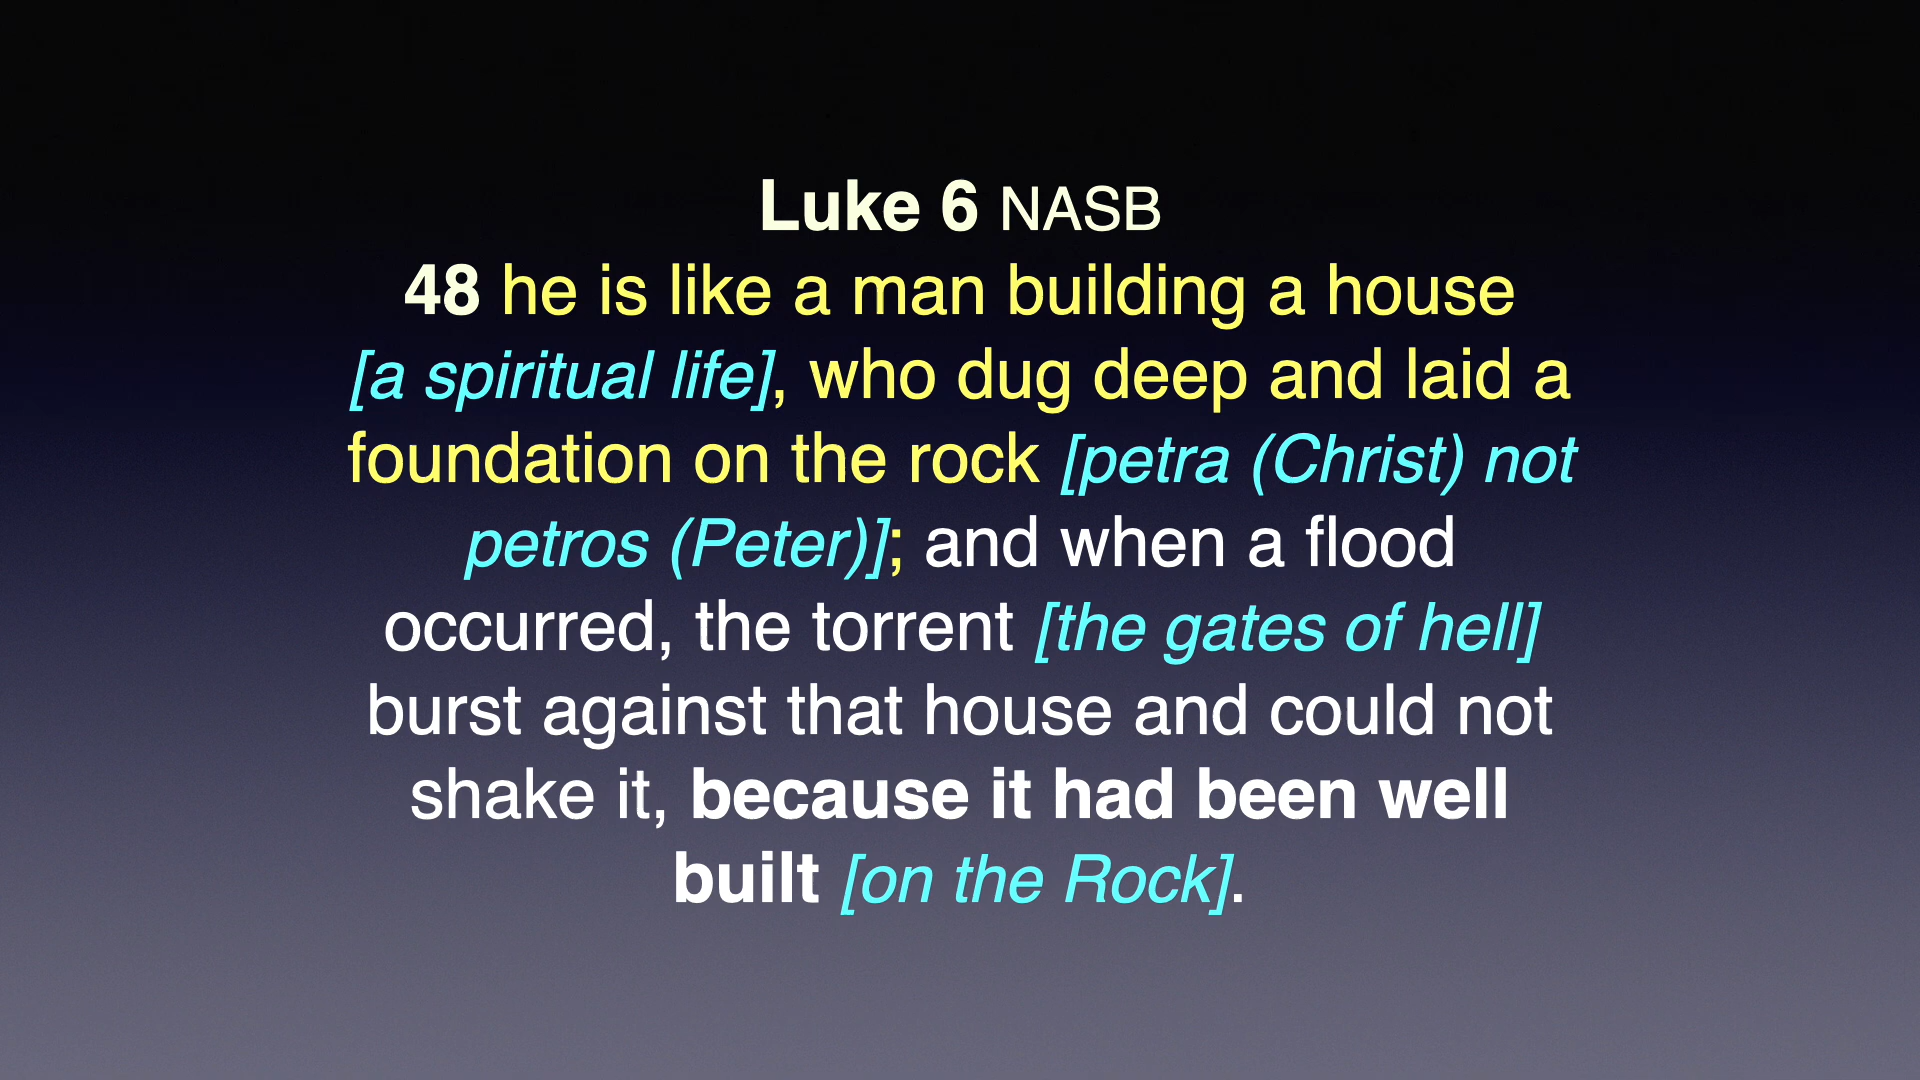 Luke 6 NASB
48 he is like a man building a house
[a spiritual life], who dug deep and laid a
foundation on the rock [petra (Christ) not
petros (Peter)]; and when a flood
occurred, the torrent [the gates of hell]
burst against that house and could not
shake it, because it had been well
built [on the Rock].